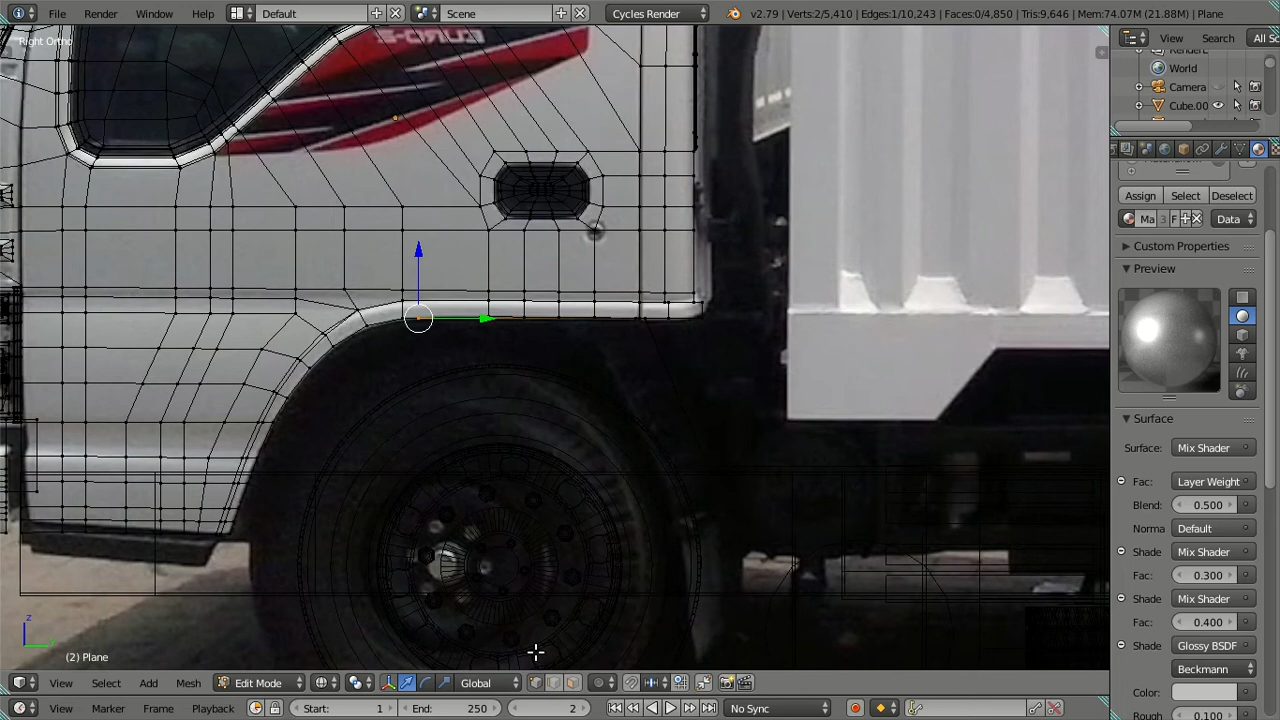 File Render Window Help Default Scene Cycles Render v2.79 | Verts:2/5,410 | Edges:1/10,243 | Faces:0/4,850 | Tris:9,646 | Mem:74.07M (21.88M) | Plane
Right Ortho
View Search All Sc
World
Camera
Cube.00
Assign Select Deselect
Ma 3 F Data
Custom Properties
Preview
Surface
Surface: Mix Shader
Fac: Layer Weight
Blend: 0.500
Norma Default
Shade Mix Shader
Fac: 0.300
Shade Mix Shader
Fac: 0.400
Shade Glossy BSDF
Beckmann
Color:
Rough 0.100
z
(2) Plane
View Select Add Mesh Edit Mode Global
View Marker Frame Playback Start: 1 End: 250 2 No Sync